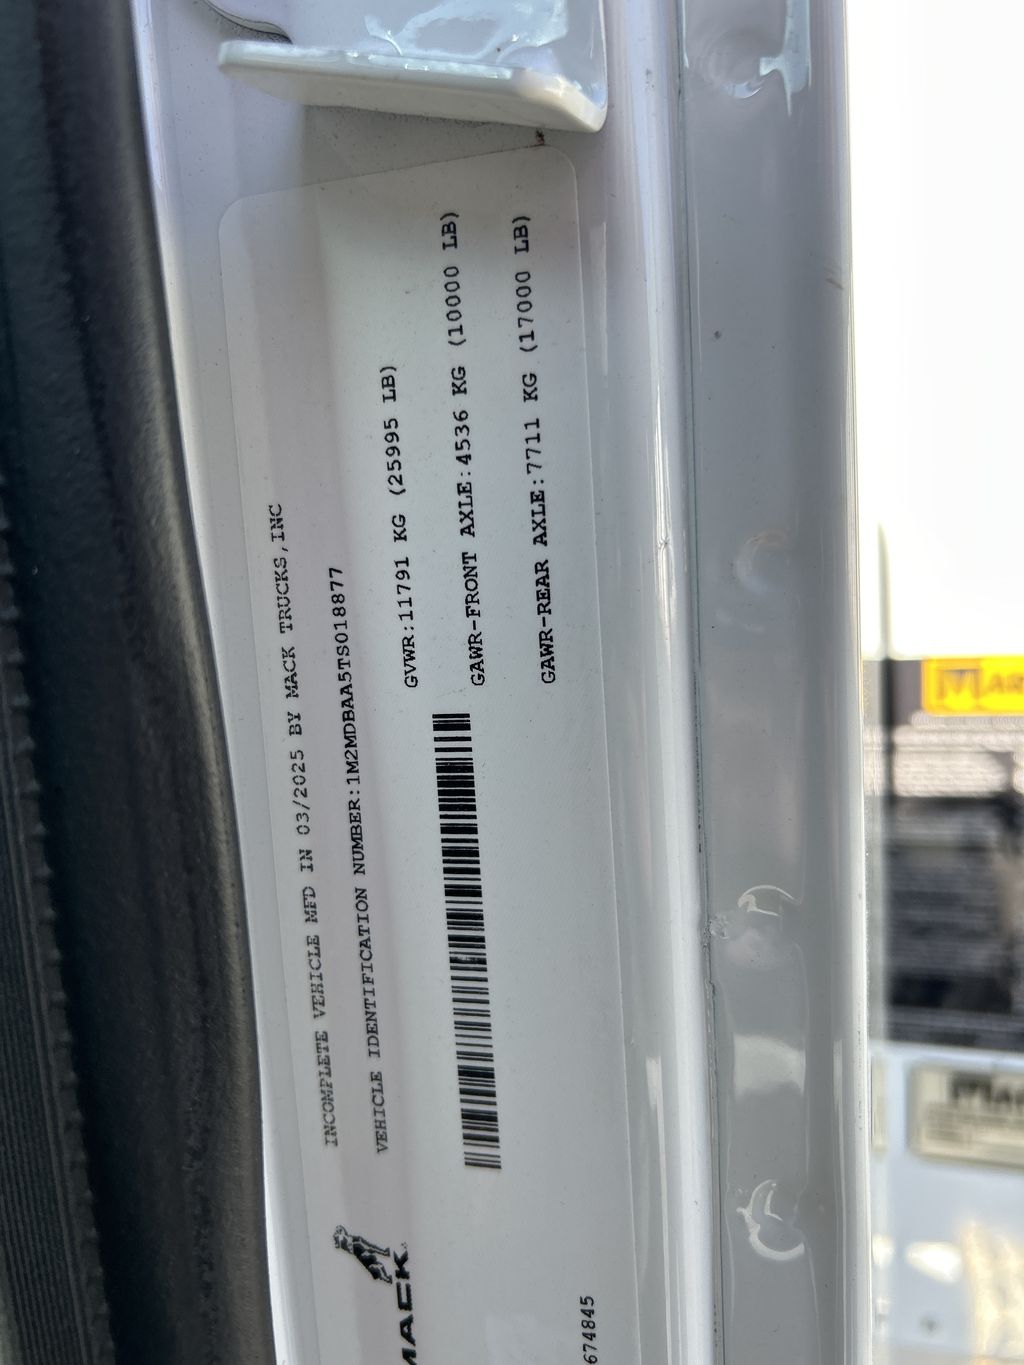 INCOMPLETE VEHICLE MFD IN 03/2025 BY MACK TRUCKS,INC
VEHICLE IDENTIFICATION NUMBER:1M2MDBAA5TS018877
GVWR:11791 KG (25995 LB)
GAWR-FRONT AXLE:4536 KG (10000 LB)
GAWR-REAR AXLE:7711 KG (17000 LB)
MACK
674845